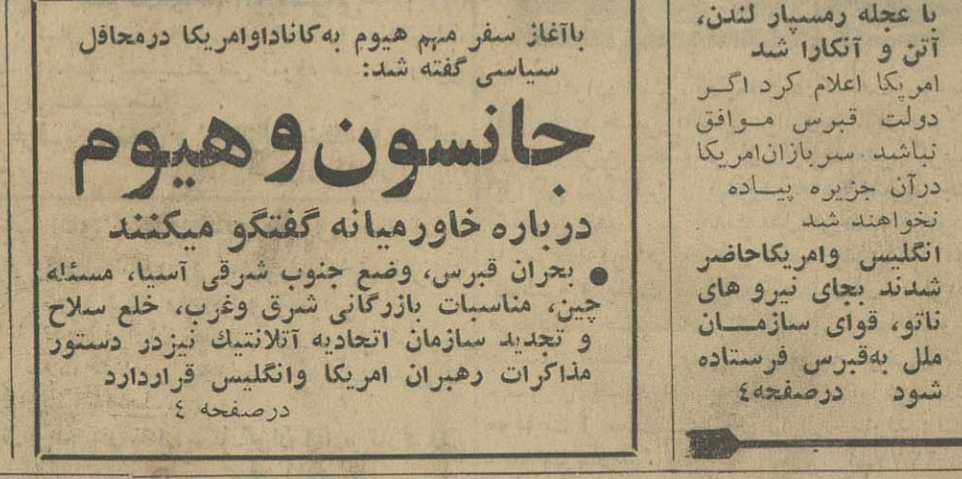 با عجله رهسپار لندن،
آتن و آنکارا شد
امریکا اعلام کرد اگر
دولت قبرس موافق
نباشد سربازان امریکا
درآن جزیره پیاده
نخواهند شد
انگلیس وامریکاحاضر
شدند بجای نیرو های
ناتو، قوای سازمان
ملل به‌قبرس فرستاده
شود درصفحه۴
باآغاز سفر مهم هیوم به‌کاناداوامریکا درمحافل
سیاسی گفته شد:
جانسون و هیوم
درباره خاورمیانه گفتگو میکنند
● بحران قبرس، وضع جنوب شرقی آسیا، مسئله
چین، مناسبات بازرگانی شرق وغرب، خلع سلاح
و تجدید سازمان اتحادیه آتلانتیك نیزدر دستور
مذاکرات رهبران امریکا وانگلیس قراردارد
درصفحه ٤